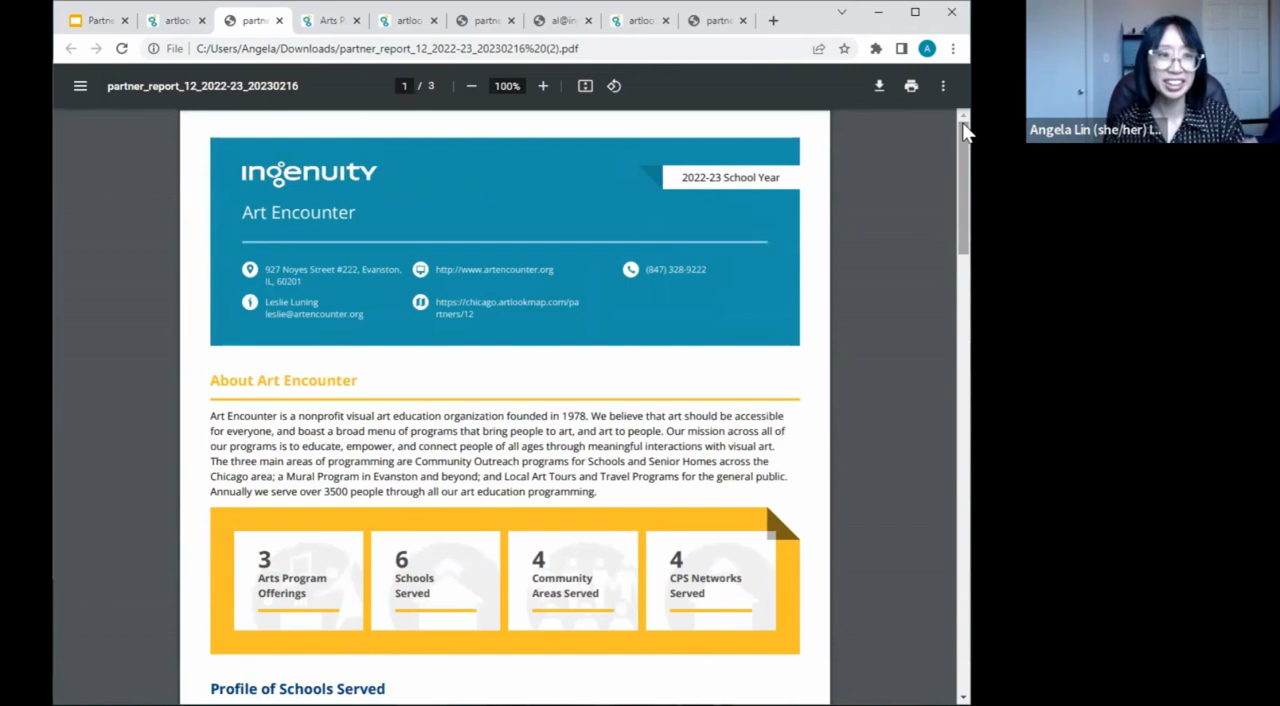 Partne
artloo
partne
Arts P
artloo
partne
al@in
artloo
partne
File
C:/Users/Angela/Downloads/partner_report_12_2022-23_20230216%20(2).pdf
A
partner_report_12_2022-23_20230216
1 / 3
100%
Angela Lin (she/her) I...
ingenuity
2022-23 School Year
Art Encounter
927 Noyes Street #222, Evanston,
IL, 60201
http://www.artencounter.org
(847) 328-9222
Leslie Luning
leslie@artencounter.org
https://chicago.artlookmap.com/pa
rtners/12
About Art Encounter
Art Encounter is a nonprofit visual art education organization founded in 1978. We believe that art should be accessible
for everyone, and boast a broad menu of programs that bring people to art, and art to people. Our mission across all of
our programs is to educate, empower, and connect people of all ages through meaningful interactions with visual art.
The three main areas of programming are Community Outreach programs for Schools and Senior Homes across the
Chicago area; a Mural Program in Evanston and beyond; and Local Art Tours and Travel Programs for the general public.
Annually we serve over 3500 people through all our art education programming.
3
Arts Program
Offerings
6
Schools
Served
4
Community
Areas Served
4
CPS Networks
Served
Profile of Schools Served